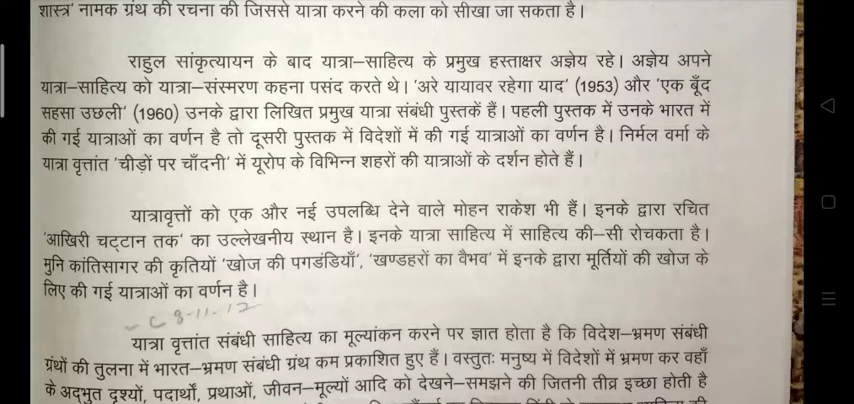 शास्त्र' नामक ग्रंथ की रचना की जिससे यात्रा करने की कला को सीखा जा सकता है।
राहुल सांकृत्यायन के बाद यात्रा–साहित्य के प्रमुख हस्ताक्षर अज्ञेय रहे। अज्ञेय अपने
यात्रा–साहित्य को यात्रा–संस्मरण कहना पसंद करते थे। 'अरे यायावर रहेगा याद' (1953) और 'एक बूँद
सहसा उछली' (1960) उनके द्वारा लिखित प्रमुख यात्रा संबंधी पुस्तकें हैं। पहली पुस्तक में उनके भारत में
की गई यात्राओं का वर्णन है तो दूसरी पुस्तक में विदेशों में की गई यात्राओं का वर्णन है। निर्मल वर्मा के
यात्रा वृत्तांत 'चीड़ों पर चाँदनी' में यूरोप के विभिन्न शहरों की यात्राओं के दर्शन होते हैं।
यात्रावृत्तों को एक और नई उपलब्धि देने वाले मोहन राकेश भी हैं। इनके द्वारा रचित
'आखिरी चट्टान तक' का उल्लेखनीय स्थान है। इनके यात्रा साहित्य में साहित्य की–सी रोचकता है।
मुनि कांतिसागर की कृतियों 'खोज की पगडंडियाँ', 'खण्डहरों का वैभव' में इनके द्वारा मूर्तियों की खोज के
लिए की गई यात्राओं का वर्णन है।
यात्रा वृत्तांत संबंधी साहित्य का मूल्यांकन करने पर ज्ञात होता है कि विदेश–भ्रमण संबंधी
ग्रंथों की तुलना में भारत–भ्रमण संबंधी ग्रंथ कम प्रकाशित हुए हैं। वस्तुतः मनुष्य में विदेशों में भ्रमण कर वहाँ
के अद्भुत दृश्यों, पदार्थों, प्रथाओं, जीवन–मूल्यों आदि को देखने–समझने की जितनी तीव्र इच्छा होती है